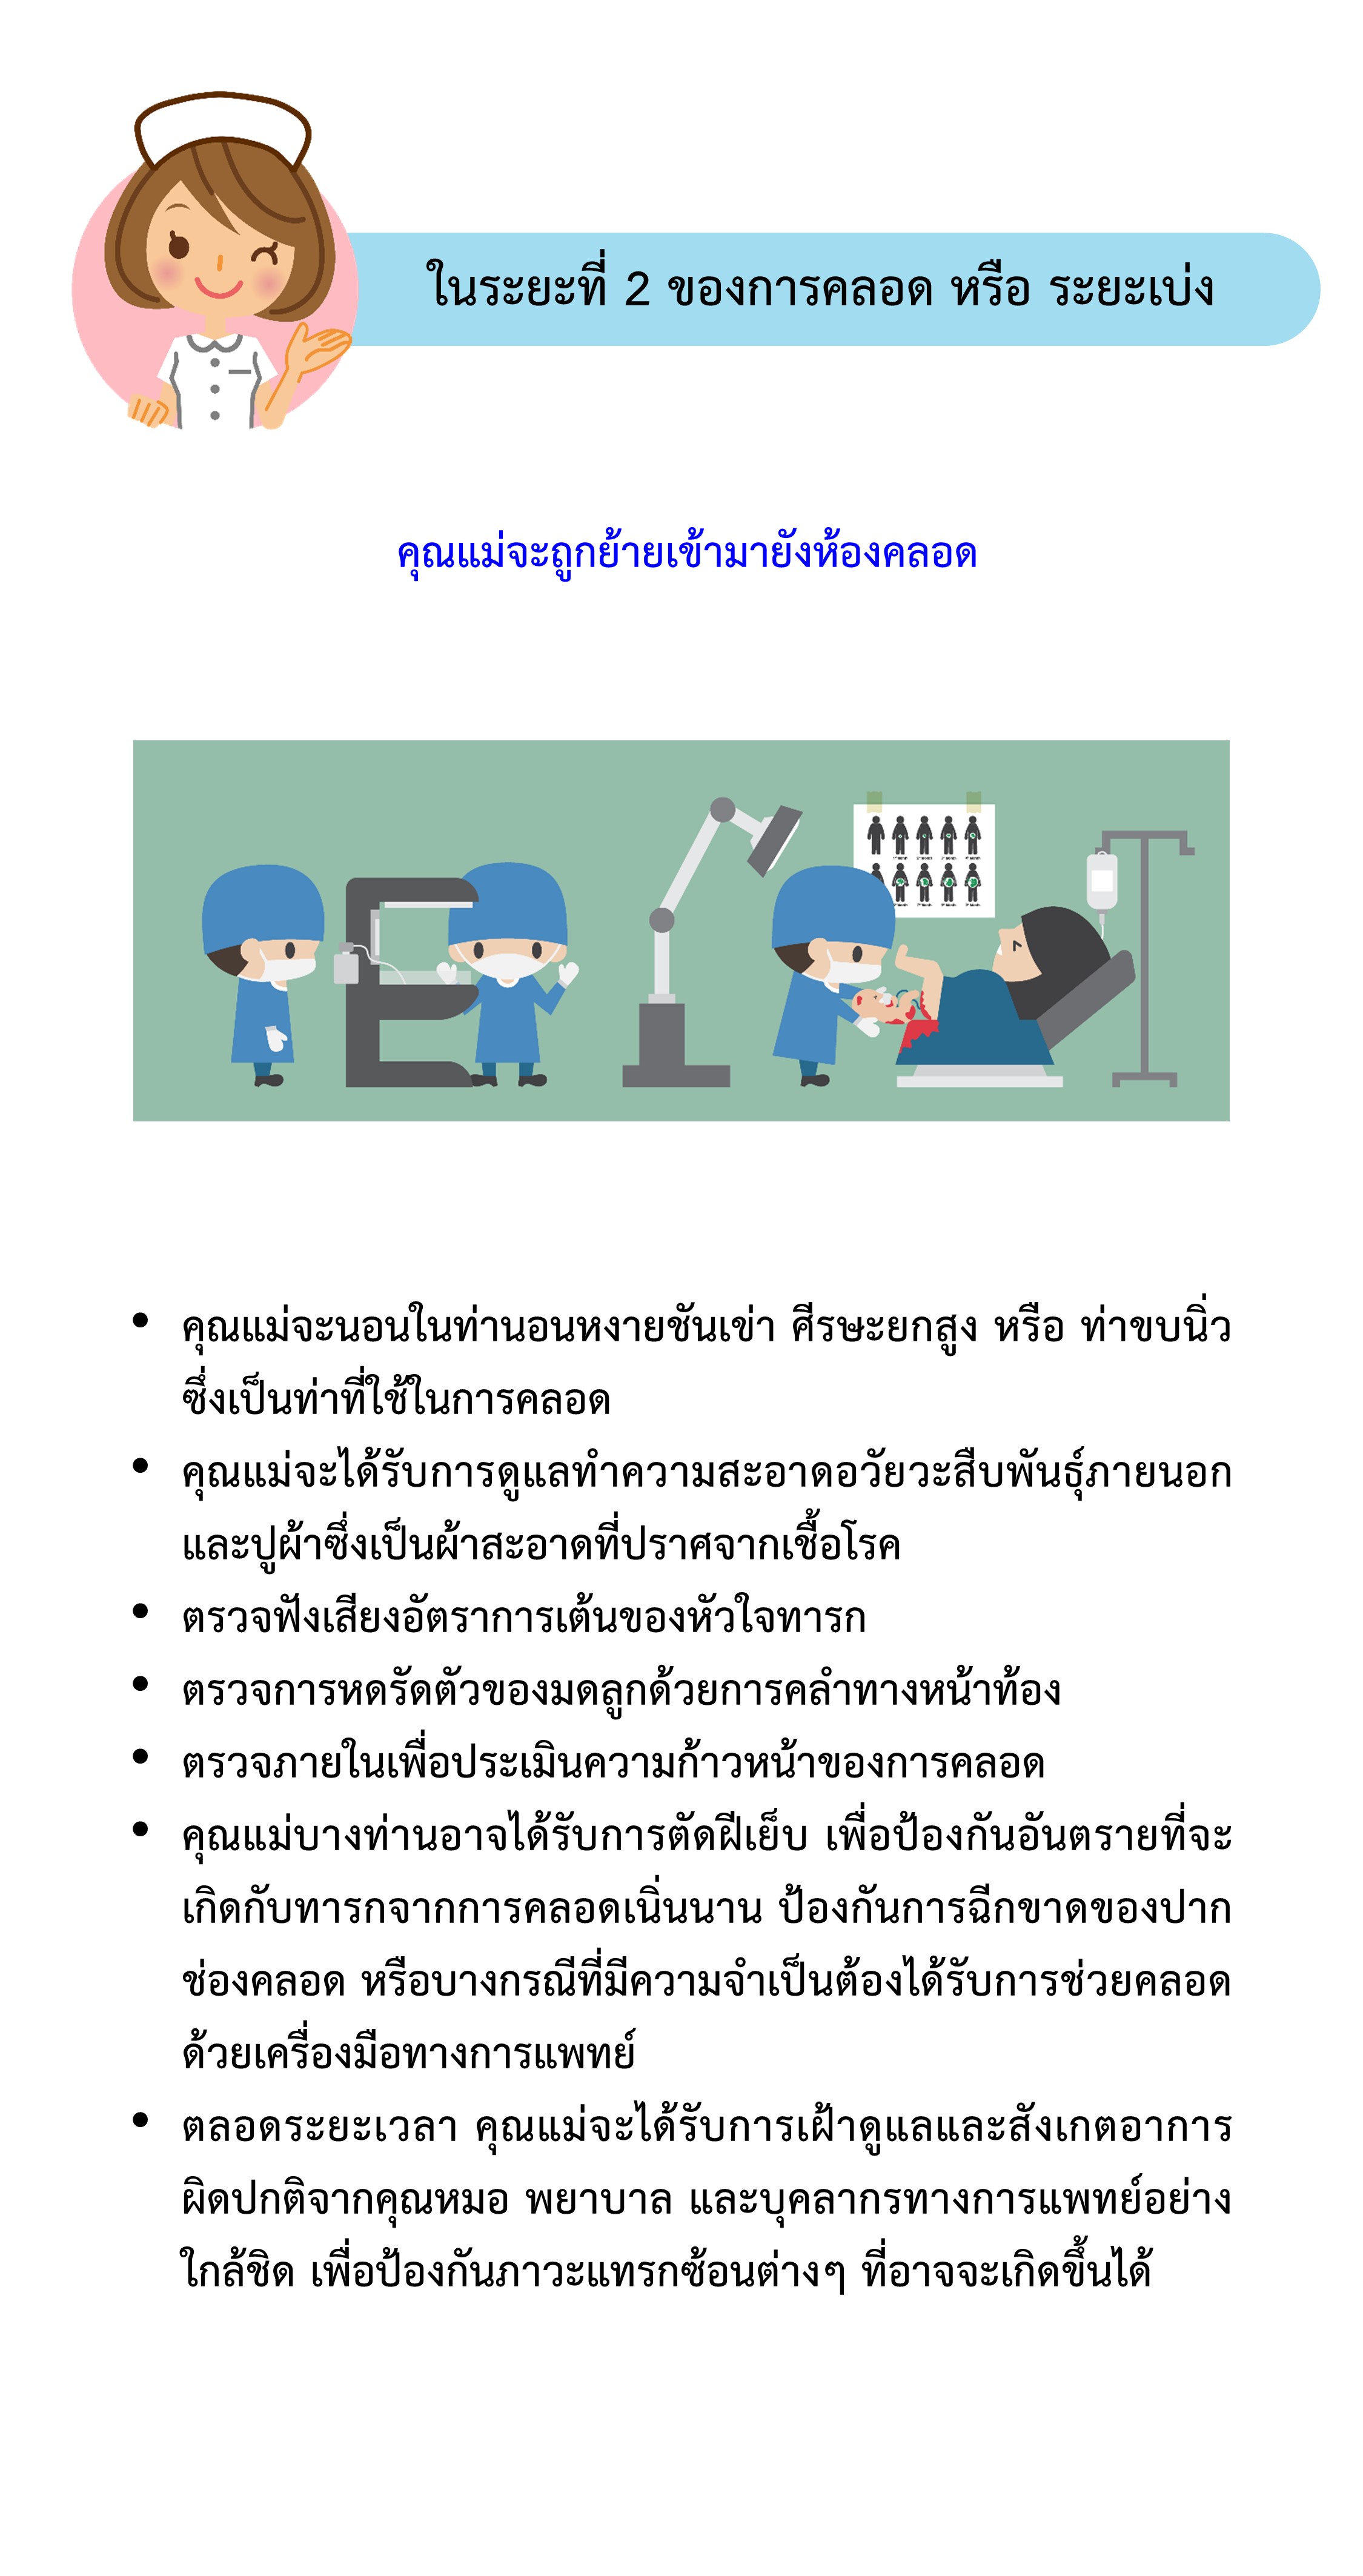 ในระยะที่ 2 ของการคลอด หรือ ระยะเบ่ง
คุณแม่จะถูกย้ายเข้ามายังห้องคลอด
• คุณแม่จะนอนในท่านอนหงายชันเข่า ศีรษะยกสูง หรือ ท่าขบนิ่ว
ซึ่งเป็นท่าที่ใช้ในการคลอด
• คุณแม่จะได้รับการดูแลทำความสะอาดอวัยวะสืบพันธุ์ภายนอก
และปูผ้าซึ่งเป็นผ้าสะอาดที่ปราศจากเชื้อโรค
• ตรวจฟังเสียงอัตราการเต้นของหัวใจทารก
• ตรวจการหดรัดตัวของมดลูกด้วยการคลำทางหน้าท้อง
• ตรวจภายในเพื่อประเมินความก้าวหน้าของการคลอด
• คุณแม่บางท่านอาจได้รับการตัดฝีเย็บ เพื่อป้องกันอันตรายที่จะ
เกิดกับทารกจากการคลอดเนิ่นนาน ป้องกันการฉีกขาดของปาก
ช่องคลอด หรือบางกรณีที่มีความจำเป็นต้องได้รับการช่วยคลอด
ด้วยเครื่องมือทางการแพทย์
• ตลอดระยะเวลา คุณแม่จะได้รับการเฝ้าดูแลและสังเกตอาการ
ผิดปกติจากคุณหมอ พยาบาล และบุคลากรทางการแพทย์อย่าง
ใกล้ชิด เพื่อป้องกันภาวะแทรกซ้อนต่างๆ ที่อาจจะเกิดขึ้นได้